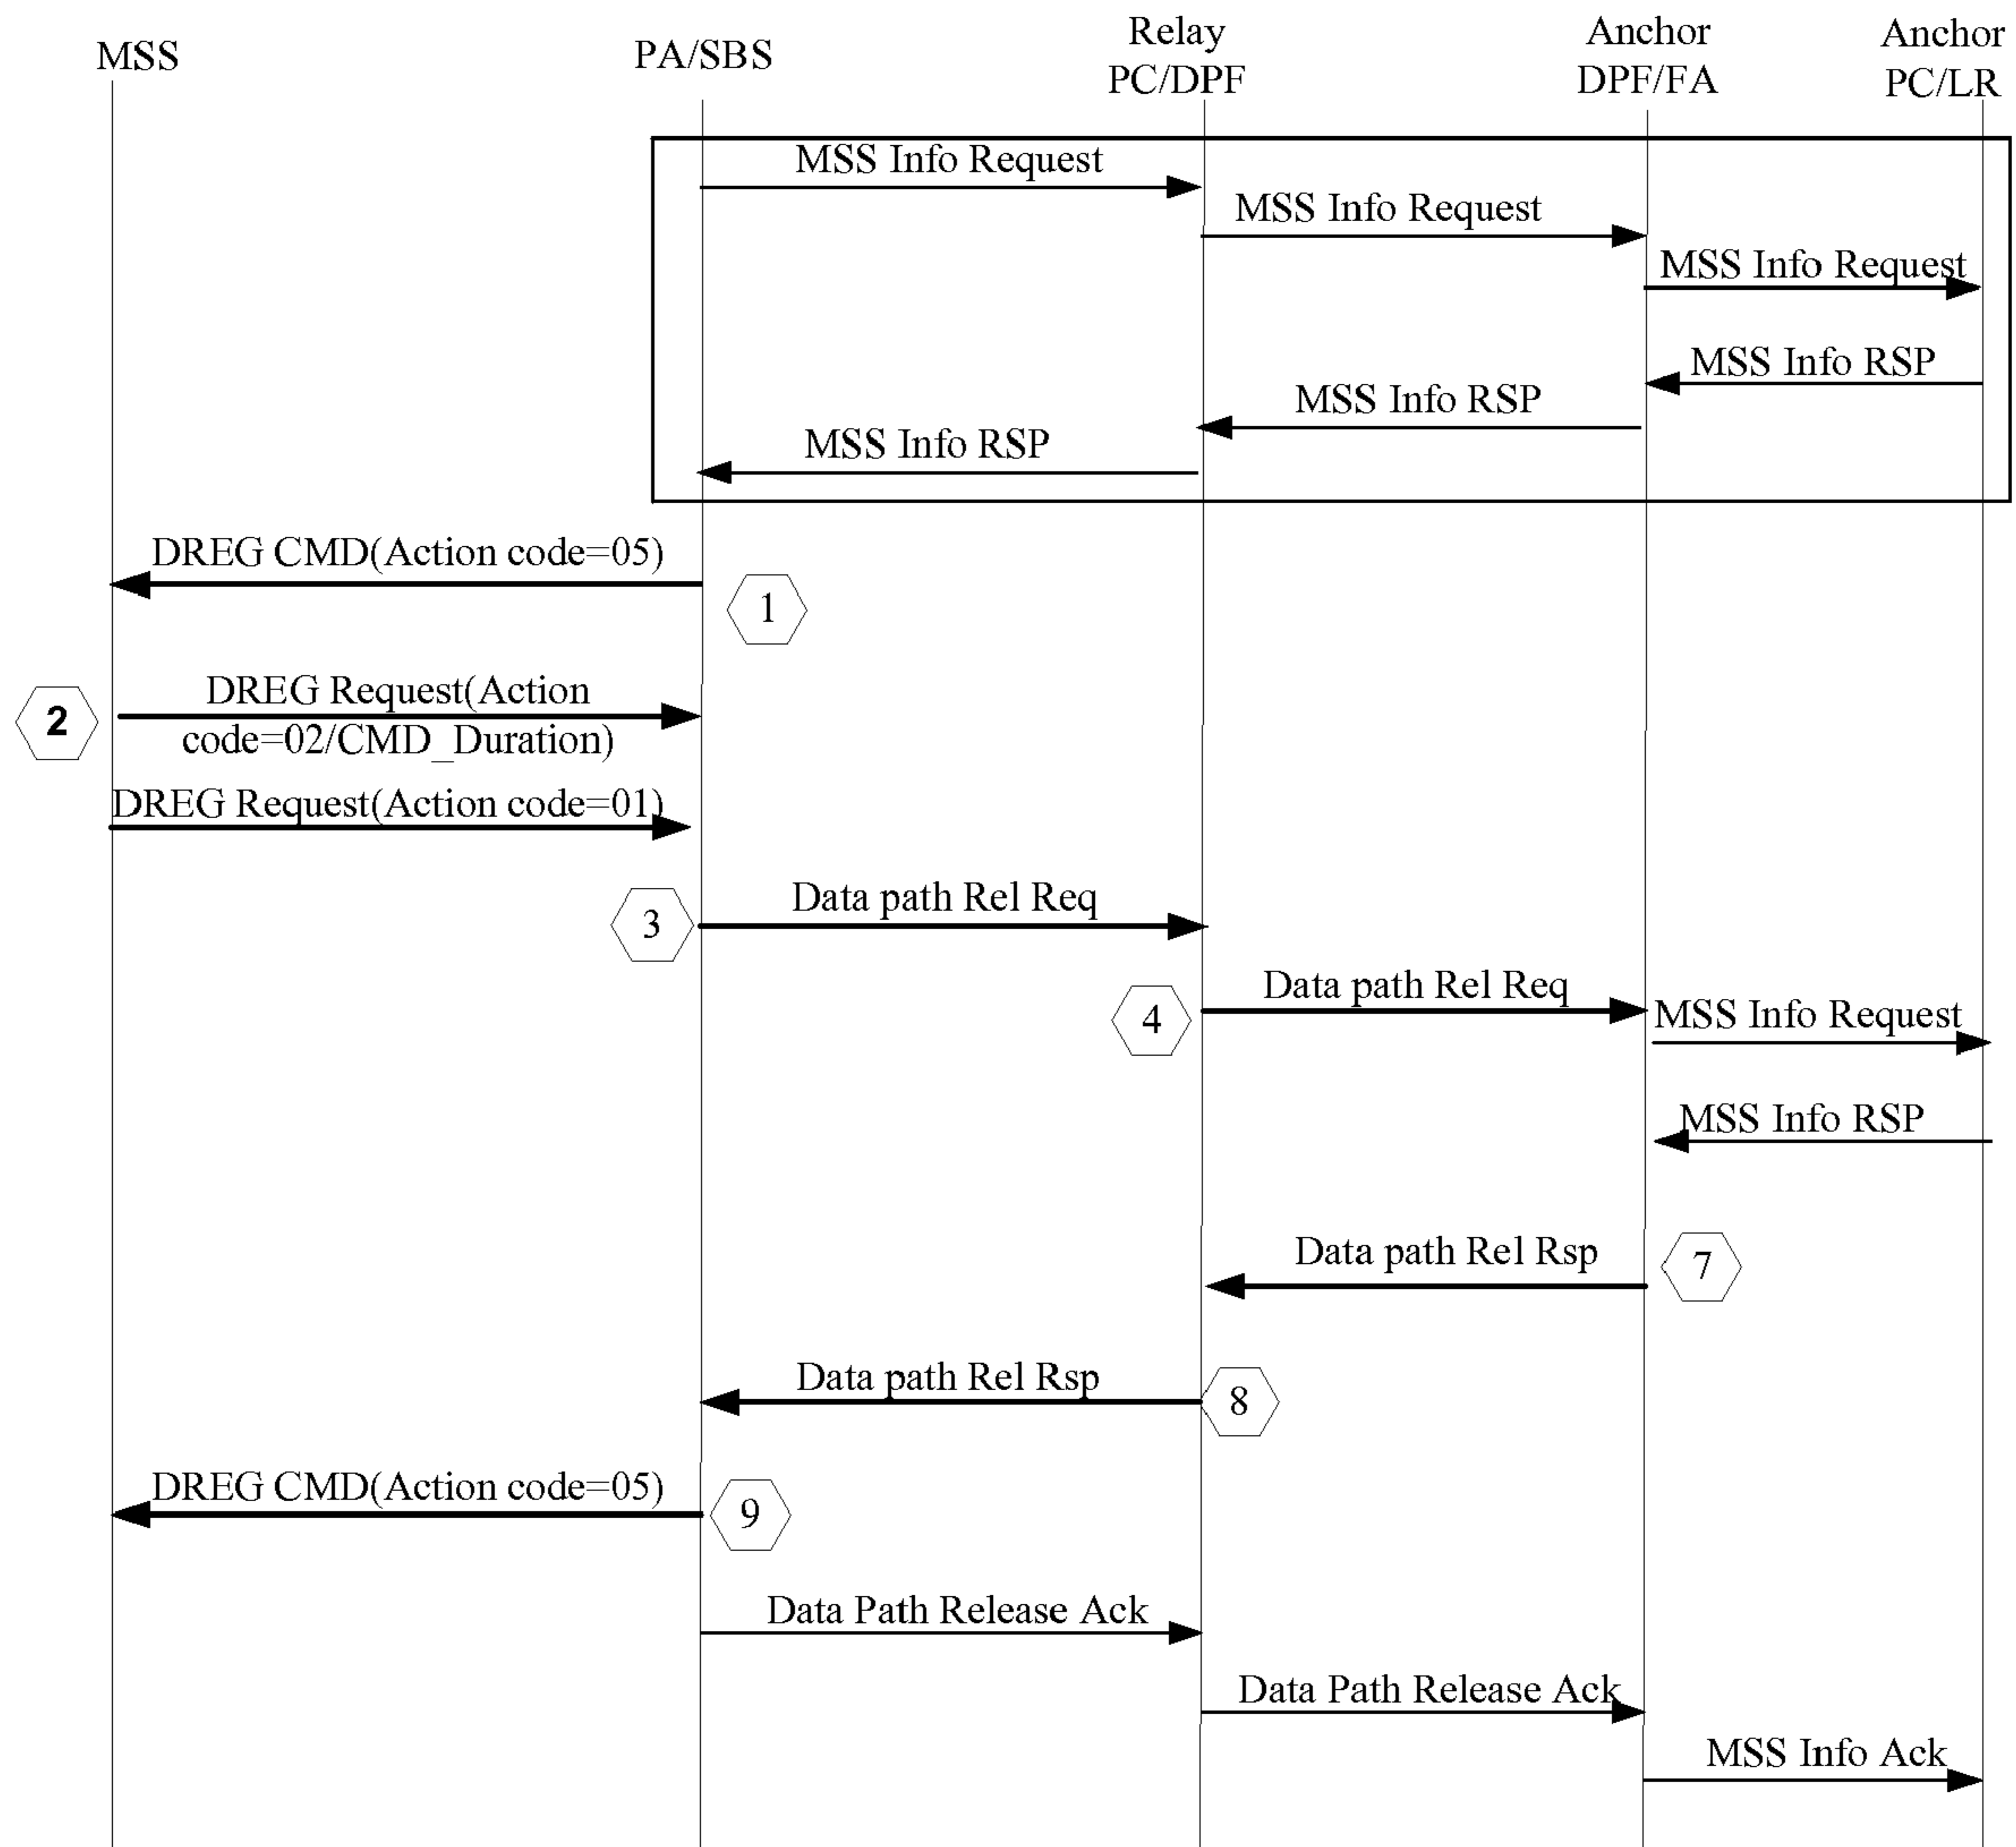 MSS
PA/SBS
Relay
PC/DPF
Anchor
DPF/FA
Anchor
PC/LR
MSS Info Request
MSS Info Request
MSS Info Request
MSS Info RSP
MSS Info RSP
MSS Info RSP
DREG CMD(Action code=05)
1
2
DREG Request(Action
code=02/CMD_Duration)
DREG Request(Action code=01)
3
Data path Rel Req
4
Data path Rel Req
MSS Info Request
MSS Info RSP
Data path Rel Rsp
7
Data path Rel Rsp
8
DREG CMD(Action code=05)
9
Data Path Release Ack
Data Path Release Ack
MSS Info Ack